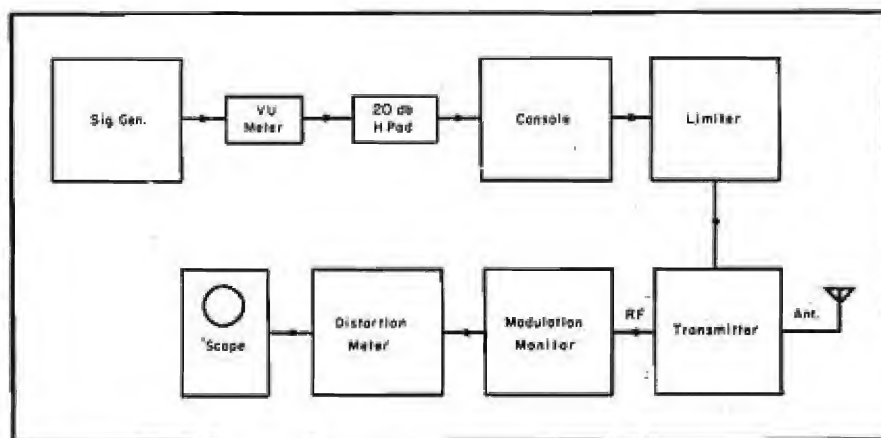 Sig Gen.
VU
Meter
20 db
H Pad
Console
Limiter
'Scope
Distortion
Meter
Modulation
Monitor
RF
Transmitter
Ant.